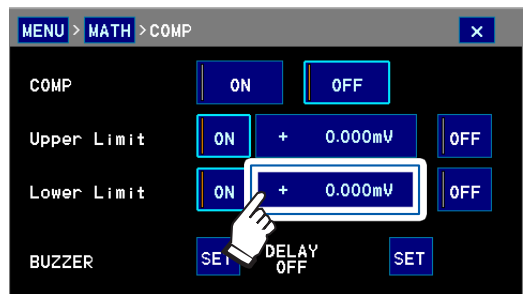 MENU > MATH >COMP ×
COMP ON OFF
Upper Limit ON + 0.000mV OFF
Lower Limit ON + 0.000mV OFF
BUZZER SET DELAY OFF SET